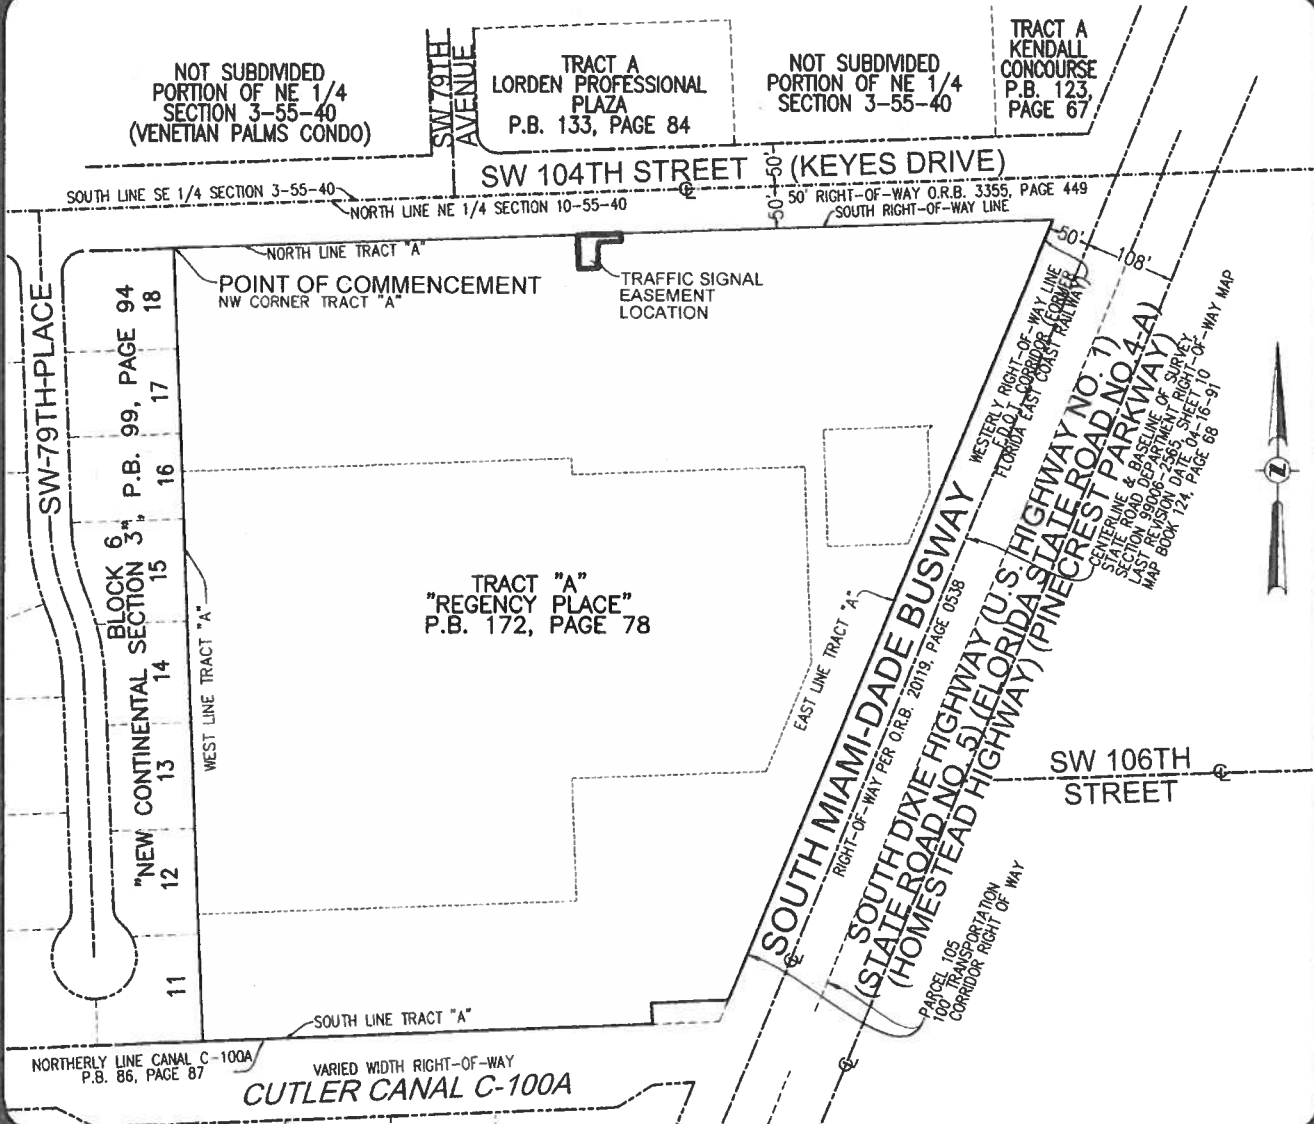 NOT SUBDIVIDED
PORTION OF NE 1/4
SECTION 3-55-40
(VENETIAN PALMS CONDO)
SW 79TH
AVENUE
TRACT A
LORDEN PROFESSIONAL
PLAZA
P.B. 133, PAGE 84
NOT SUBDIVIDED
PORTION OF NE 1/4
SECTION 3-55-40
TRACT A
KENDALL
CONCOURSE
P.B. 123,
PAGE 67
SW 104TH STREET (KEYES DRIVE)
SOUTH LINE SE 1/4 SECTION 3-55-40
NORTH LINE NE 1/4 SECTION 10-55-40
50'
50'
50' RIGHT-OF-WAY O.R.B. 3355, PAGE 449
SOUTH RIGHT-OF-WAY LINE
NORTH LINE TRACT "A"
POINT OF COMMENCEMENT
NW CORNER TRACT "A"
TRAFFIC SIGNAL
EASEMENT
LOCATION
50'
108'
SW 79TH PLACE
BLOCK 6,
"NEW CONTINENTAL SECTION 3", P.B. 99, PAGE 94
18
17
16
15
14
13
12
11
WEST LINE TRACT "A"
TRACT "A"
"REGENCY PLACE"
P.B. 172, PAGE 78
EAST LINE TRACT "A"
WESTERLY RIGHT-OF-WAY LINE
F.D.O.T. CORRIDOR (FORMER
FLORIDA EAST COAST RAILWAY)
SOUTH MIAMI-DADE BUSWAY
RIGHT-OF-WAY PER O.R.B. 20119, PAGE 0538
SOUTH DIXIE HIGHWAY (U.S. HIGHWAY NO. 1)
(STATE ROAD NO. 5) (FLORIDA STATE ROAD NO. 4-A)
(HOMESTEAD HIGHWAY) (PINECREST PARKWAY)
CENTERLINE & BASELINE OF SURVEY
STATE ROAD DEPARTMENT RIGHT-OF-WAY MAP
SECTION 99006-2565, SHEET 10
LAST REVISION DATE 04-16-91
MAP BOOK 124, PAGE 68
N
SW 106TH
STREET
PARCEL 105
100' TRANSPORTATION
CORRIDOR RIGHT OF WAY
SOUTH LINE TRACT "A"
NORTHERLY LINE CANAL C-100A
P.B. 86, PAGE 87
VARIED WIDTH RIGHT-OF-WAY
CUTLER CANAL C-100A